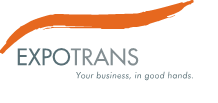 EXPOTRANS
Your business, in good hands.